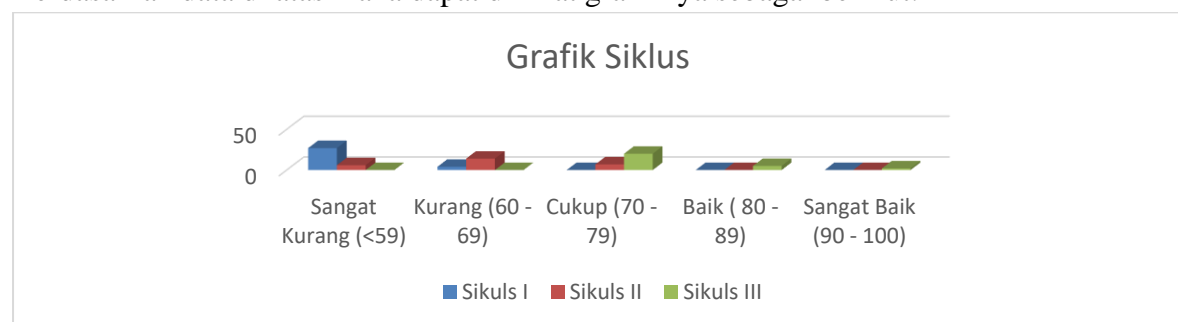 Grafik Siklus
50
0
Sangat Kurang (<59)
Kurang (60 - 69)
Cukup (70 - 79)
Baik ( 80 - 89)
Sangat Baik (90 - 100)
Sikuls I
Sikuls II
Sikuls III